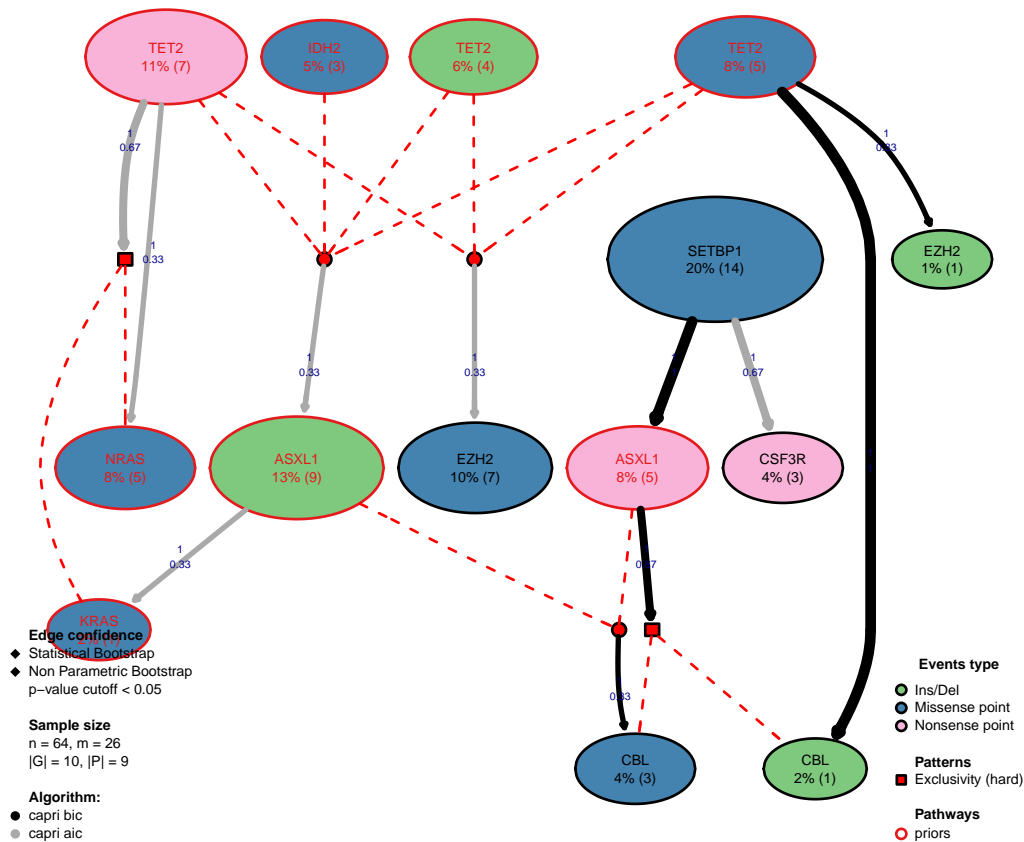 TET2
11% (7)
IDH2
5% (3)
TET2
6% (4)
TET2
8% (5)
1
0.67
1
0.33
1
0.33
SETBP1
20% (14)
EZH2
1% (1)
1
0.33
1
0.33
1
1
0.67
NRAS
8% (5)
ASXL1
13% (9)
EZH2
10% (7)
ASXL1
8% (5)
CSF3R
4% (3)
1
0.33
KRAS
CBL
4% (3)
CBL
2% (1)
Edge confidence
Statistical Bootstrap
Non Parametric Bootstrap
p−value cutoff < 0.05
Sample size
n = 64, m = 26
|G| = 10, |P| = 9
Algorithm:
capri bic
capri aic
Events type
Ins/Del
Missense point
Nonsense point
Patterns
Exclusivity (hard)
Pathways
priors